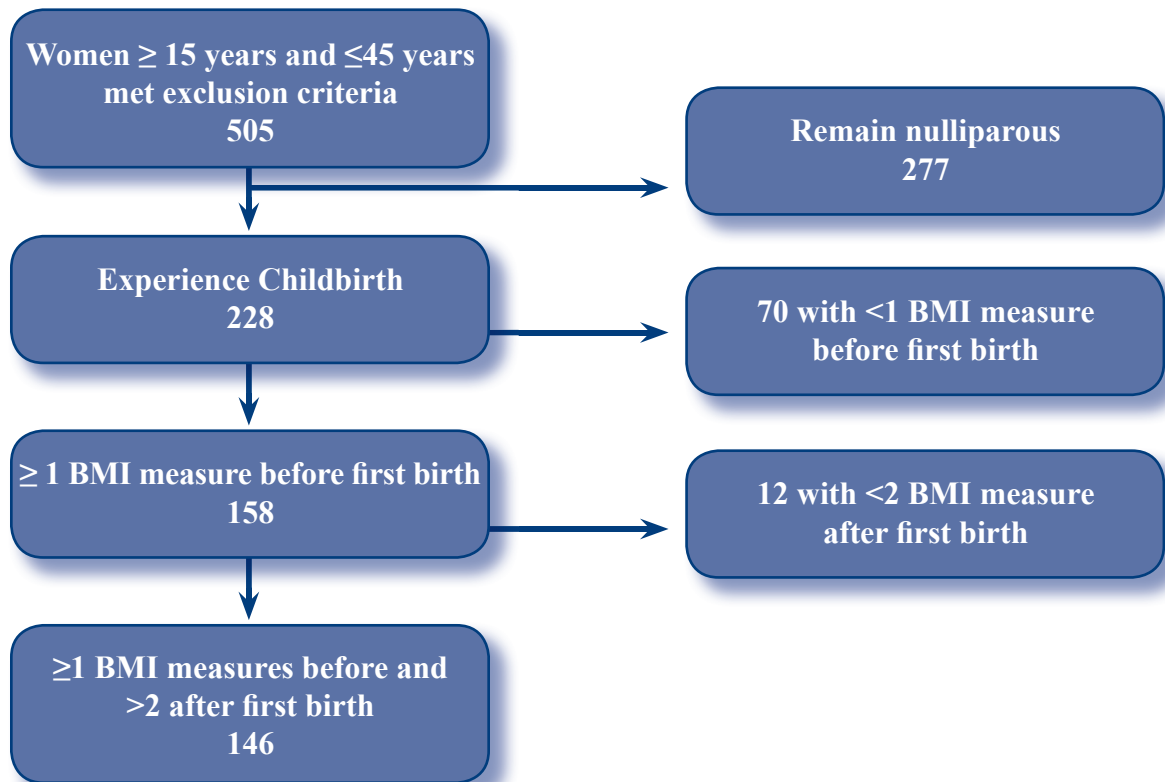 Women ≥ 15 years and ≤45 years
met exclusion criteria
505
Remain nulliparous
277
Experience Childbirth
228
70 with <1 BMI measure
before first birth
≥ 1 BMI measure before first birth
158
12 with <2 BMI measure
after first birth
≥1 BMI measures before and
>2 after first birth
146